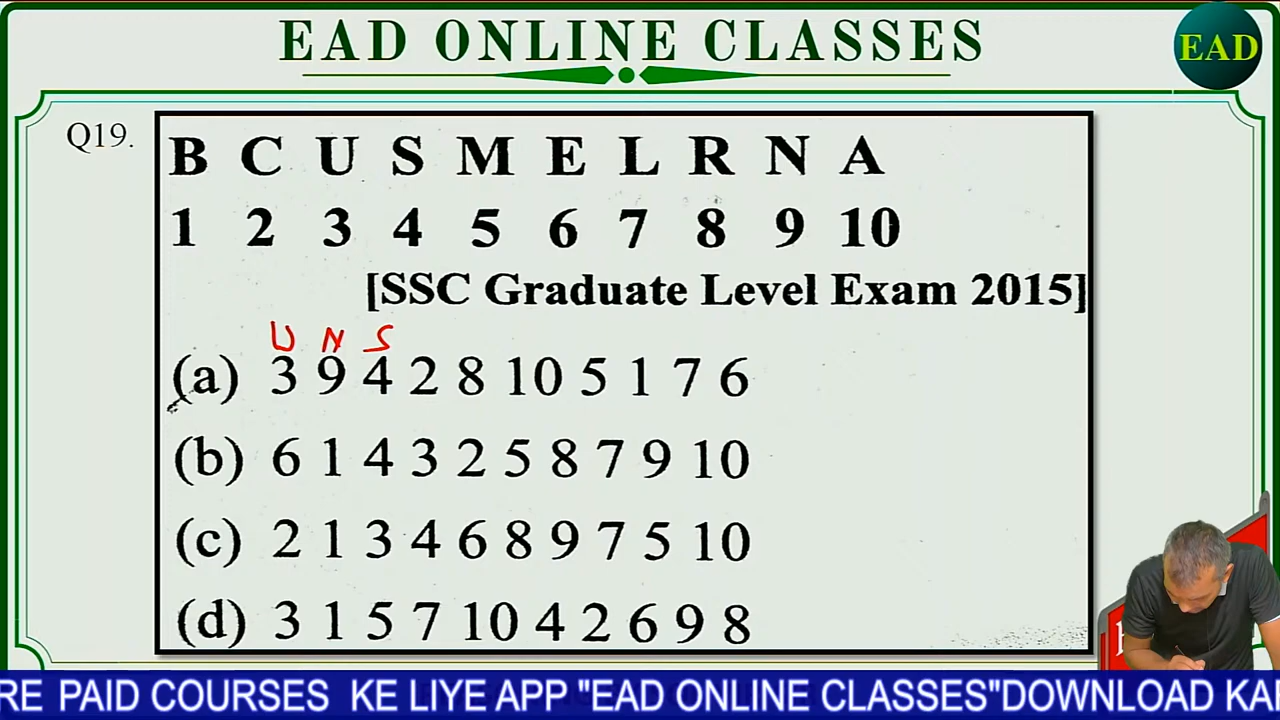 EAD ONLINE CLASSES
EAD
Q19.
B C U S M E L R N A
1 2 3 4 5 6 7 8 9 10
[SSC Graduate Level Exam 2015]
U N S
(a) 3 9 4 2 8 10 5 1 7 6
(b) 6 1 4 3 2 5 8 7 9 10
(c) 2 1 3 4 6 8 9 7 5 10
(d) 3 1 5 7 10 4 2 6 9 8
RE PAID COURSES KE LIYE APP "EAD ONLINE CLASSES"DOWNLOAD KA